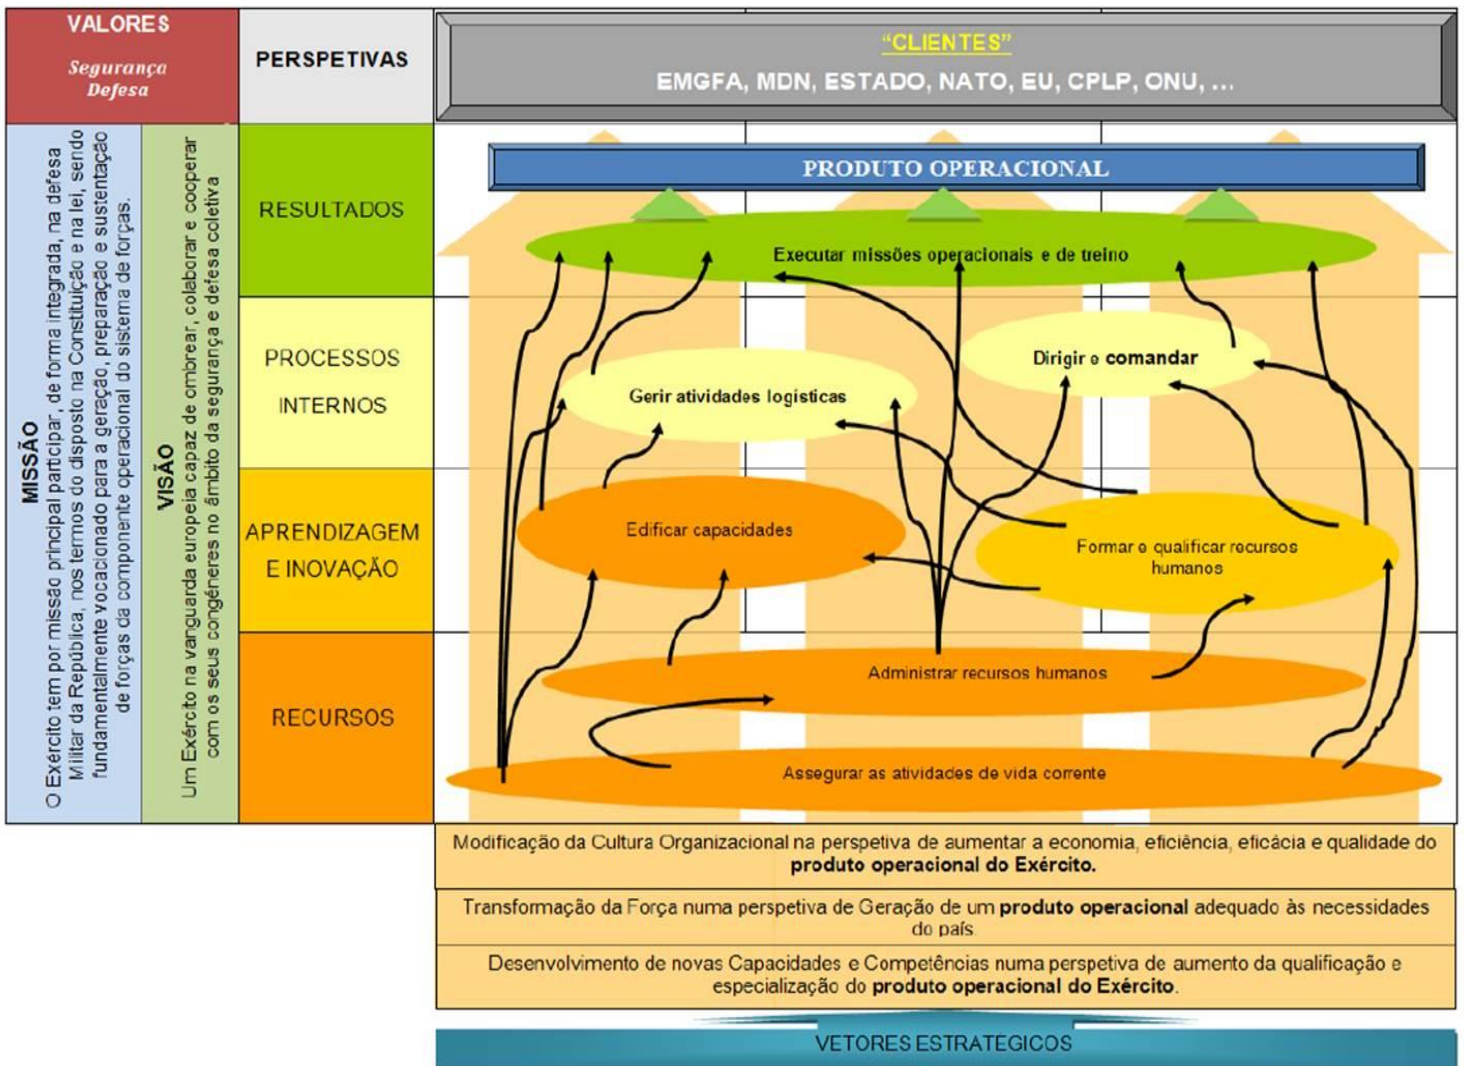 VALORES
Segurança
Defesa
PERSPETIVAS
“CLIENTES”
EMGFA, MDN, ESTADO, NATO, EU, CPLP, ONU, ...
MISSÃO
O Exército tem por missão principal participar, de forma integrada, na defesa
Militar da República, nos termos do disposto na Constituição e na lei, sendo
fundamentalmente vocacionado para a geração, preparação e sustentação
de forças da componente operacional do sistema de forças.
VISÃO
Um Exército na vanguarda europeia capaz de ombrear, colaborar e cooperar
com os seus congéneres no âmbito da segurança e defesa coletiva
RESULTADOS
PRODUTO OPERACIONAL
Executar missões operacionais e de treino
PROCESSOS
INTERNOS
Dirigir e comandar
Gerir atividades logísticas
APRENDIZAGEM
E INOVAÇÃO
Edificar capacidades
Formar e qualificar recursos
humanos
RECURSOS
Administrar recursos humanos
Assegurar as atividades de vida corrente
Modificação da Cultura Organizacional na perspetiva de aumentar a economia, eficiência, eficácia e qualidade do
produto operacional do Exército.
Transformação da Força numa perspetiva de Geração de um produto operacional adequado às necessidades
do país.
Desenvolvimento de novas Capacidades e Competências numa perspetiva de aumento da qualificação e
especialização do produto operacional do Exército.
VETORES ESTRATÉGICOS